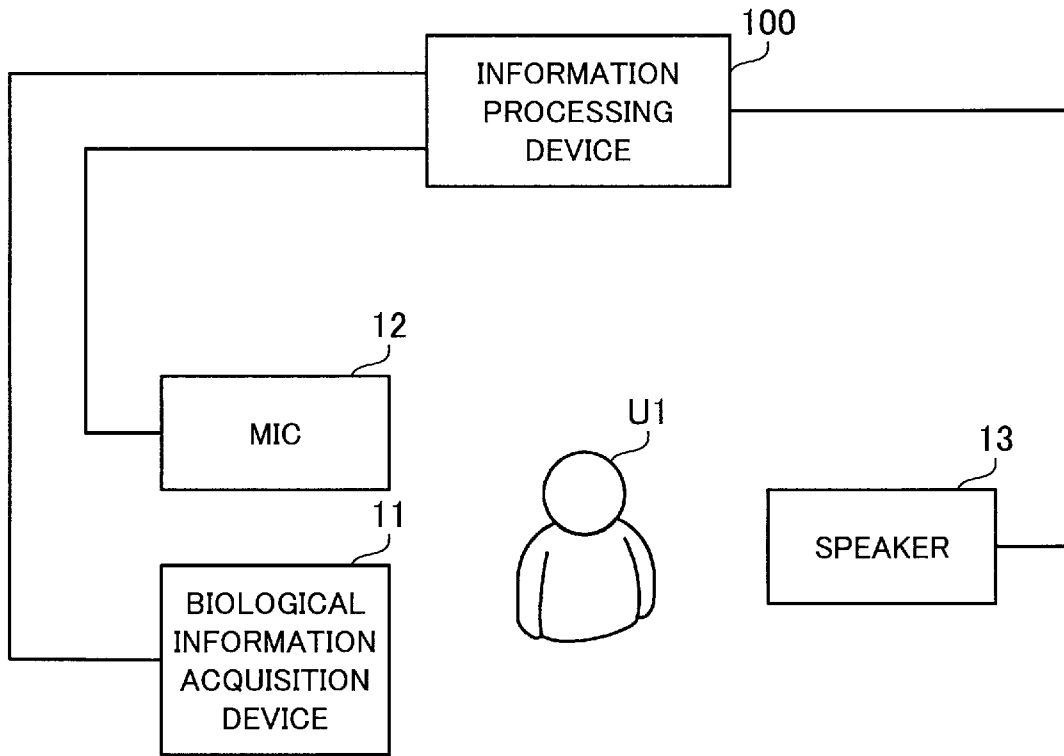 100
INFORMATION
PROCESSING
DEVICE
12
MIC
U1
13
SPEAKER
11
BIOLOGICAL
INFORMATION
ACQUISITION
DEVICE